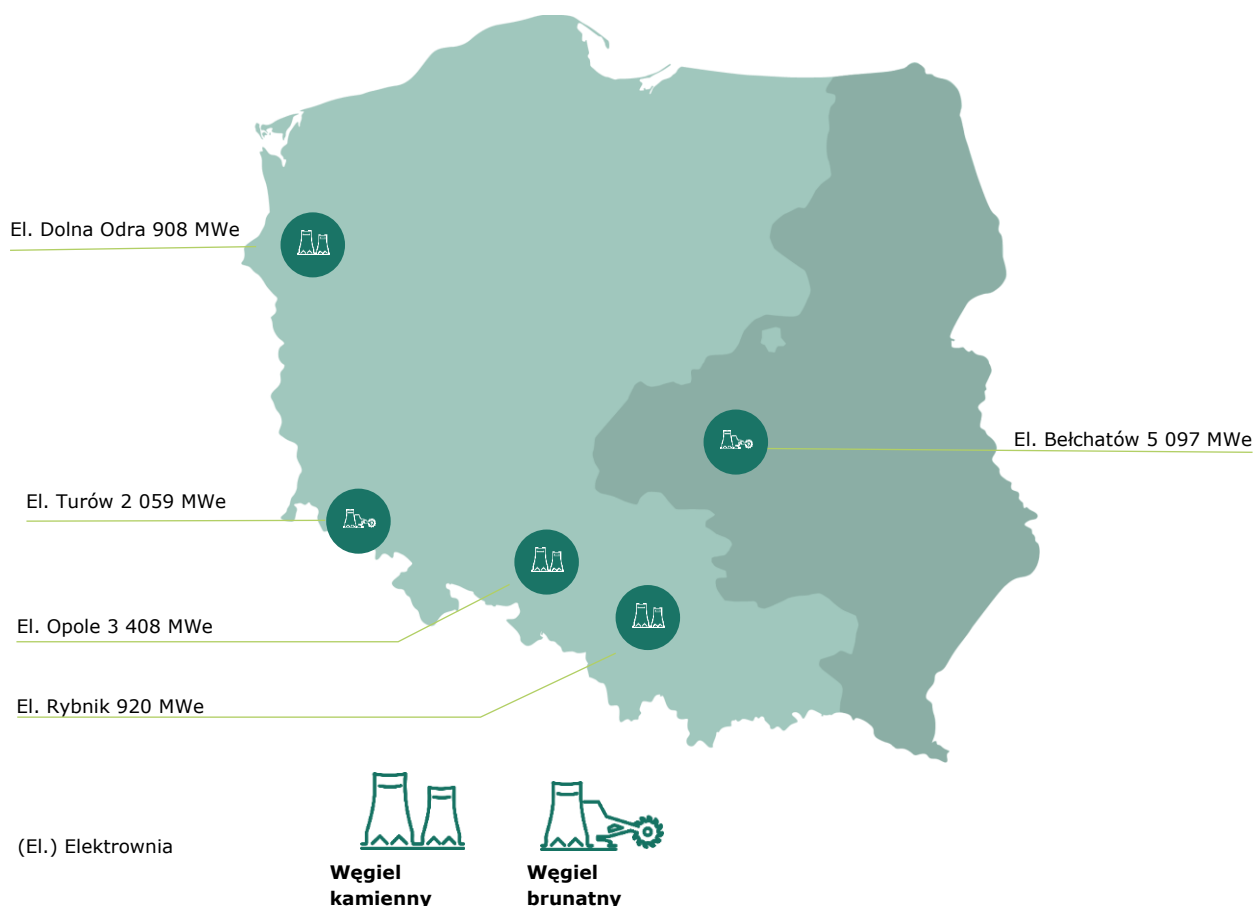 El. Dolna Odra 908 MWe
El. Bełchatów 5 097 MWe
El. Turów 2 059 MWe
El. Opole 3 408 MWe
El. Rybnik 920 MWe
(El.) Elektrownia
Węgiel
kamienny
Węgiel
brunatny